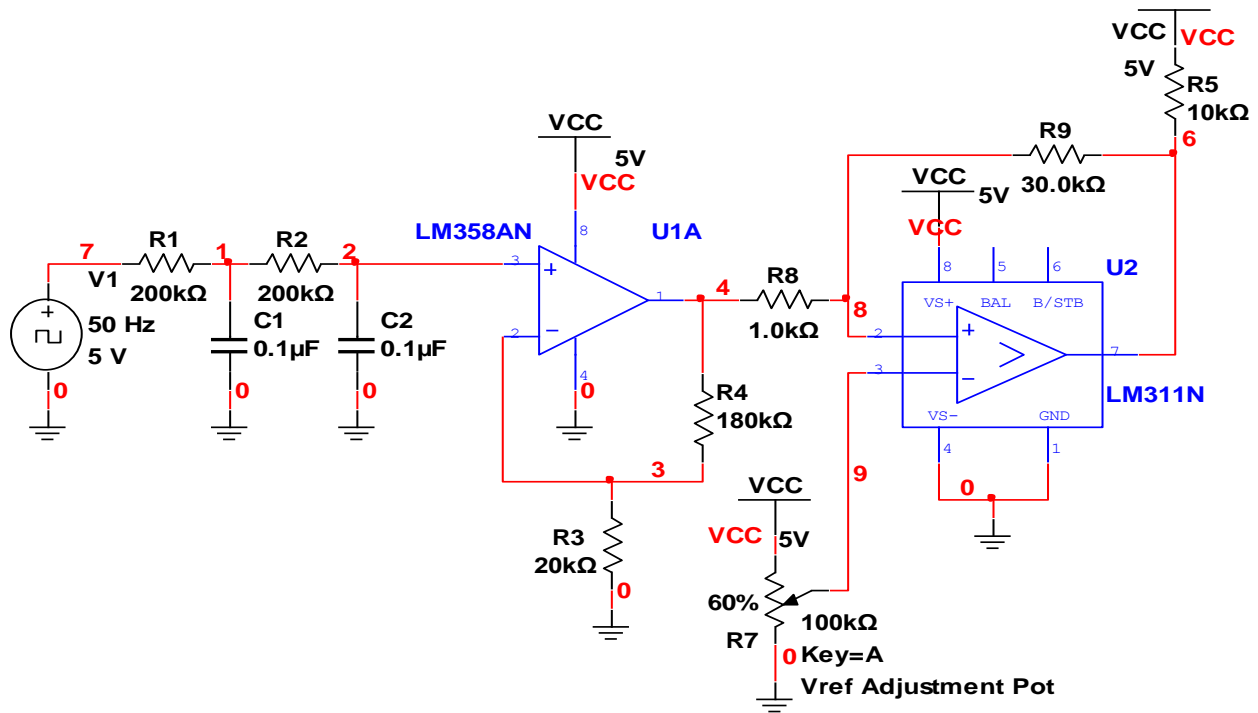 VCC
VCC
5V
R5
10kΩ
6
R9
30.0kΩ
VCC
5V
VCC
VCC
5V
VCC
LM358AN
U1A
8
3
1
2
4
0
7
V1
R1
200kΩ
1
R2
200kΩ
2
50 Hz
5 V
0
C1
0.1µF
0
C2
0.1µF
0
4
R8
1.0kΩ
8
8
5
6
U2
VS+
BAL
B/STB
2
3
7
LM311N
VS-
GND
4
1
0
R4
180kΩ
3
R3
20kΩ
0
9
VCC
VCC
5V
60%
100kΩ
R7
0
Key=A
Vref Adjustment Pot